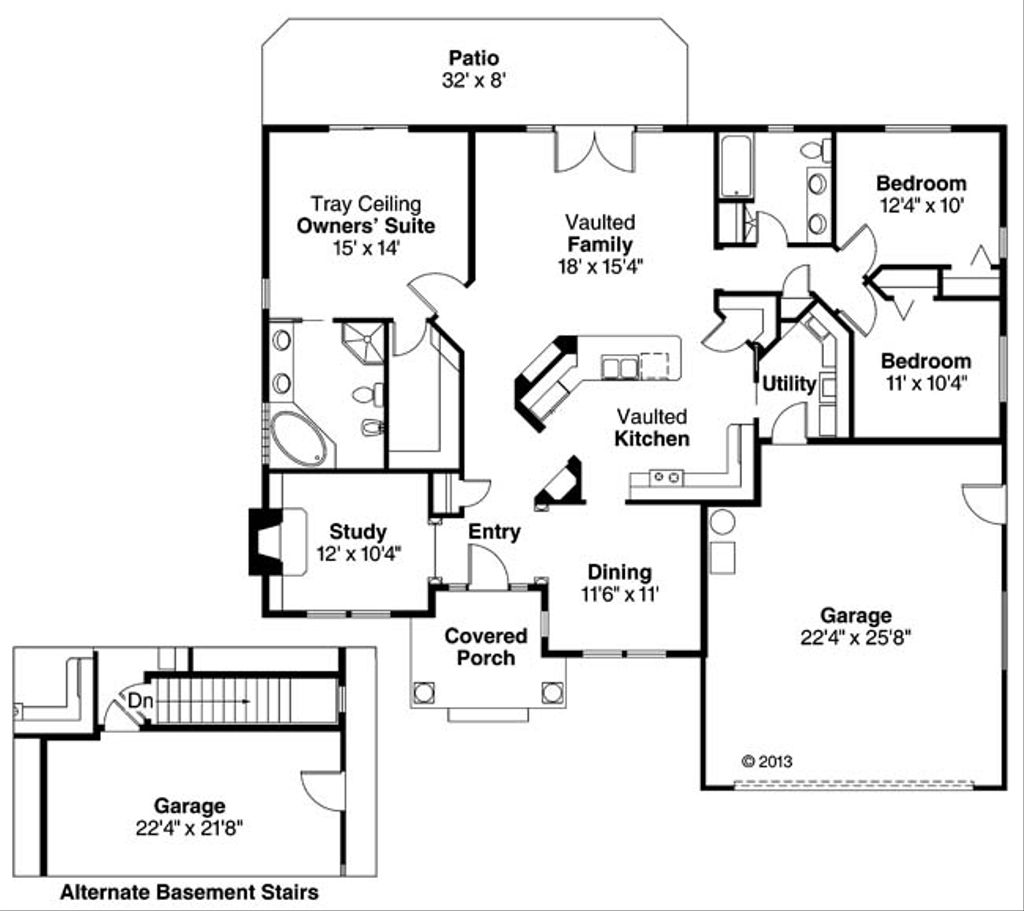 Patio
32' x 8'
Tray Ceiling
Owners' Suite
15' x 14'
Vaulted
Family
18' x 15'4"
Bedroom
12'4" x 10'
Bedroom
11' x 10'4"
Utility
Vaulted
Kitchen
Study
12' x 10'4"
Entry
Dining
11'6" x 11'
Garage
22'4" x 25'8"
Covered
Porch
© 2013
Dn
Garage
22'4" x 21'8"
Alternate Basement Stairs